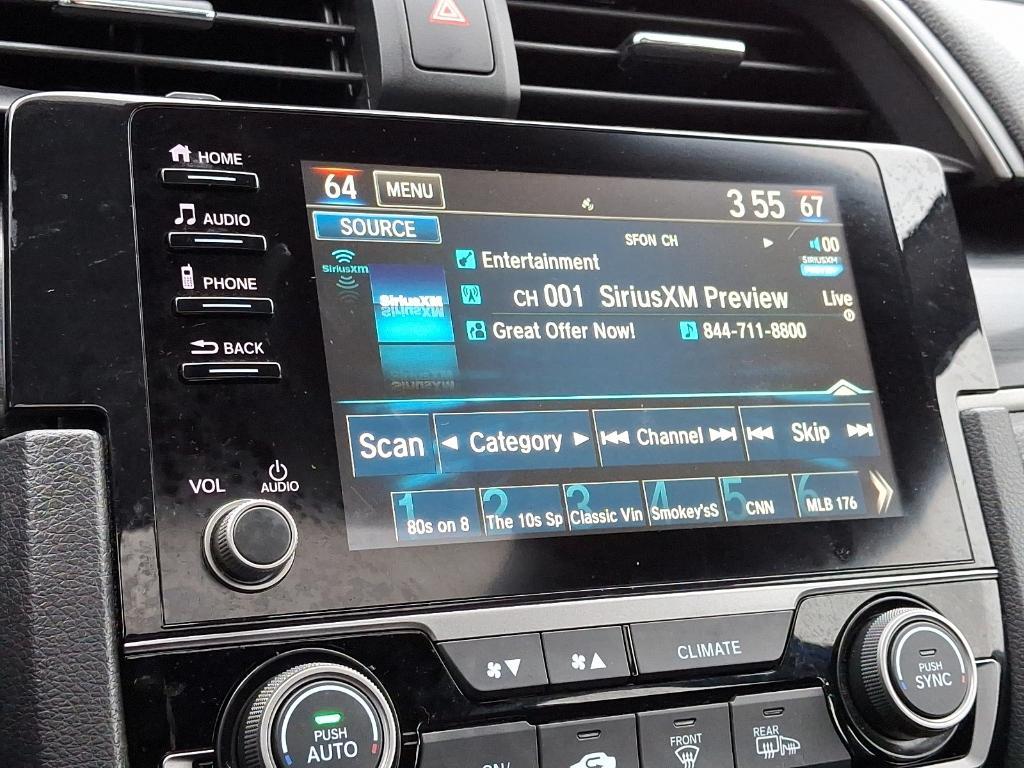 HOME
AUDIO
PHONE
BACK
VOL
AUDIO
64 MENU 3 55 67
SOURCE
SFON CH 00
SiriusXM
SIRIUSXM
PREVIEW
SiriusXM
Entertainment
CH 001 SiriusXM Preview Live
Great Offer Now! 844-711-8800
Scan Category Channel Skip
1 80s on 8
2 The 10s Sp
3 Classic Vin
4 Smokey'sS
5 CNN
6 MLB 176
CLIMATE
PUSH
AUTO
PUSH
SYNC
ON/
FRONT
REAR